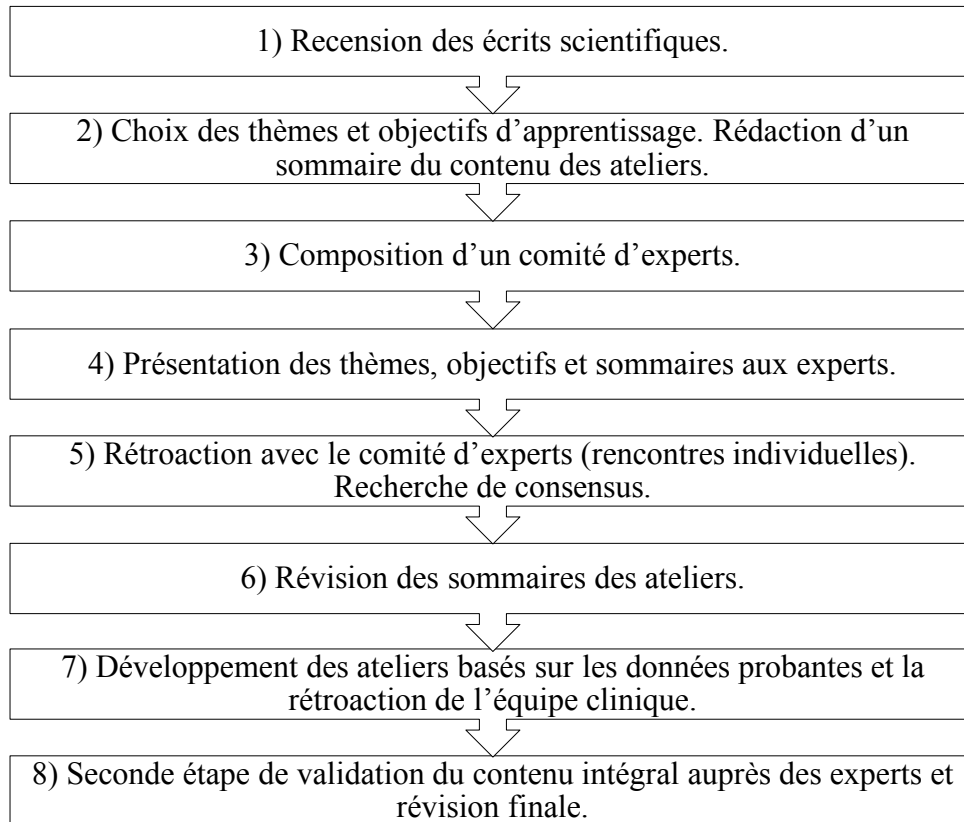 1) Recension des écrits scientifiques.
2) Choix des thèmes et objectifs d’apprentissage. Rédaction d’un
sommaire du contenu des ateliers.
3) Composition d’un comité d’experts.
4) Présentation des thèmes, objectifs et sommaires aux experts.
5) Rétroaction avec le comité d’experts (rencontres individuelles).
Recherche de consensus.
6) Révision des sommaires des ateliers.
7) Développement des ateliers basés sur les données probantes et la
rétroaction de l’équipe clinique.
8) Seconde étape de validation du contenu intégral auprès des experts et
révision finale.